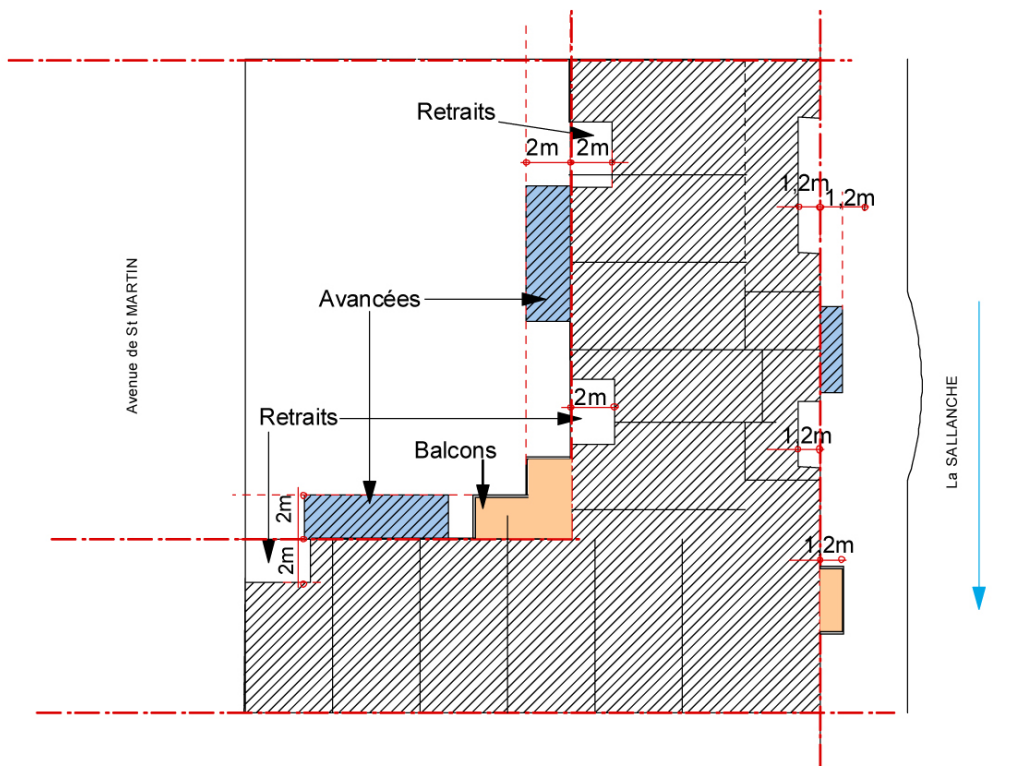 Retraits
2m
2m
1,2m
1,2m
Avenue de St MARTIN
Avancées
Retraits
2m
Balcons
1,2m
La SALLANCHE
2m
2m
1,2m